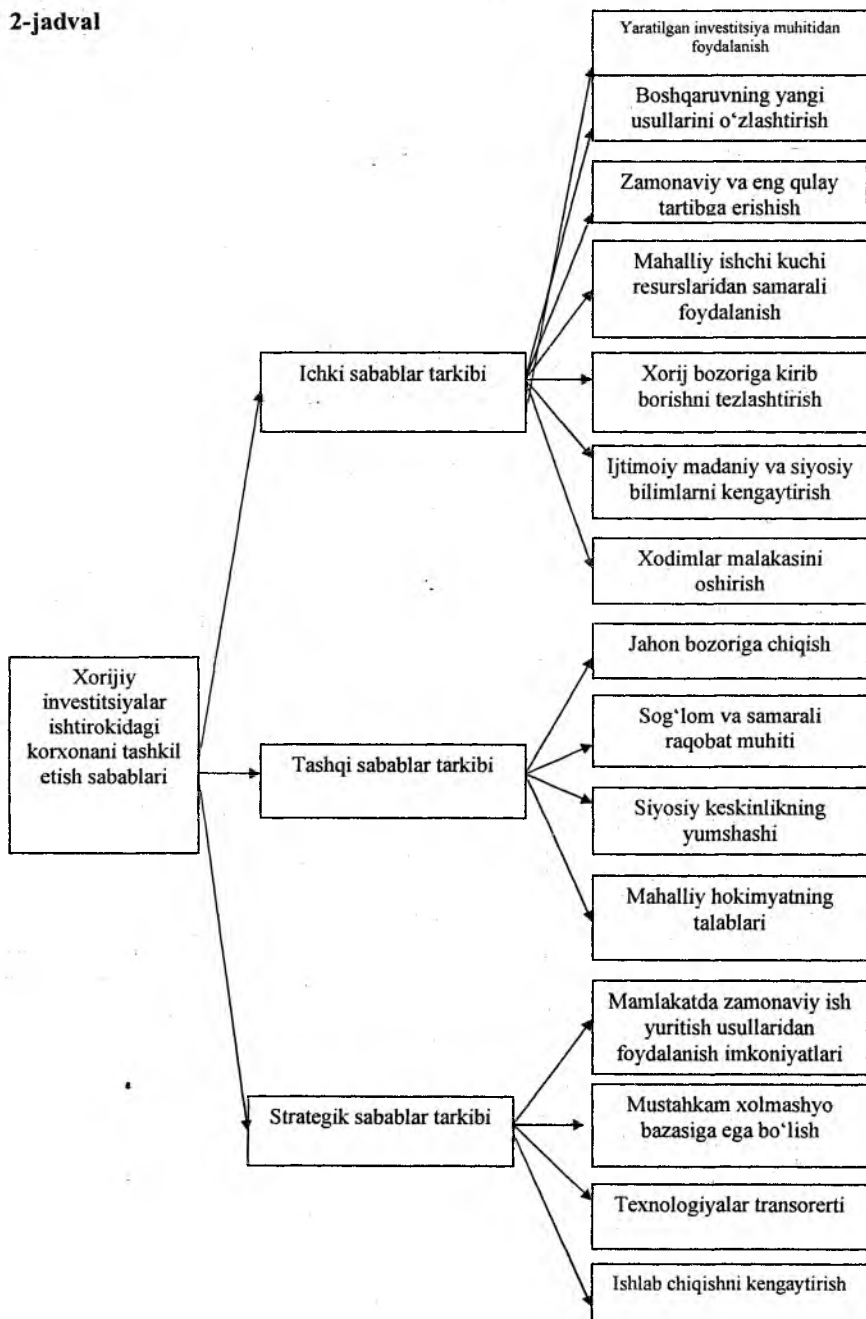 2-jadval
Yaratilgan investitsiya muhitidan
foydalanish
Boshqaruvning yangi
usullarini o‘zlashtirish
Zamonaviy va eng qulay
tartibga erishish
Mahalliy ishchi kuchi
resurslaridan samarali
foydalanish
Ichki sabablar tarkibi
Xorij bozoriga kirib
borishni tezlashtirish
Ijtimoiy madaniy va siyosiy
bilimlarni kengaytirish
Xodimlar malakasini
oshirish
Xorijiy
investitsiyalar
ishtirokidagi
korxonani tashkil
etish sabablari
Jahon bozoriga chiqish
Sog‘lom va samarali
raqobat muhiti
Tashqi sabablar tarkibi
Siyosiy keskinlikning
yumshashi
Mahalliy hokimyatning
talablari
Mamlakatda zamonaviy ish
yuritish usullaridan
foydalanish imkoniyatlari
Strategik sabablar tarkibi
Mustahkam xolmashyo
bazasiga ega bo‘lish
Texnologiyalar transorerti
Ishlab chiqishni kengaytirish